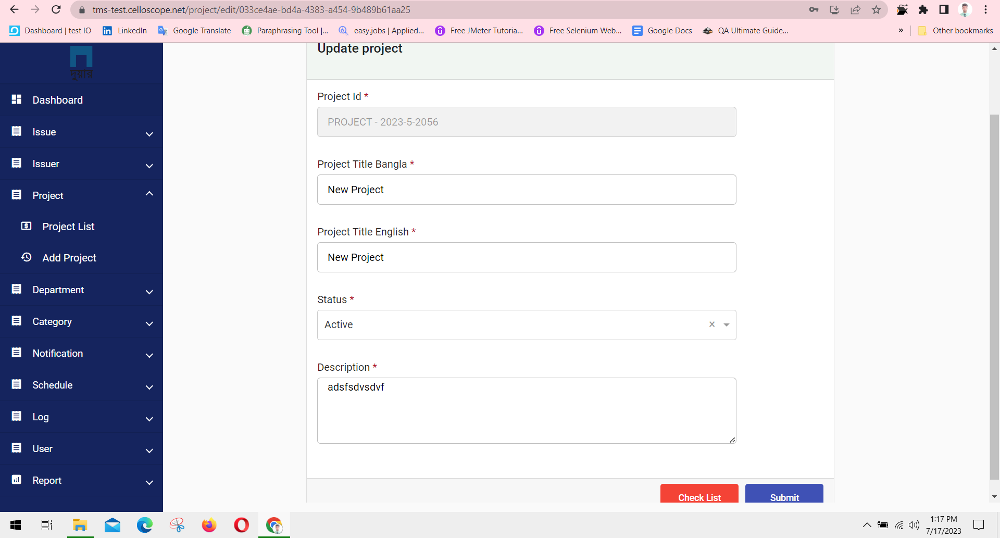 tms-test.celloscope.net/project/edit/033ce4ae-bd4a-4383-a454-9b489b61aa25
Dashboard | test IO
LinkedIn
Google Translate
Paraphrasing Tool |...
easy.jobs | Applied...
Free JMeter Tutoria...
Free Selenium Web...
Google Docs
QA Ultimate Guide...
»
Other bookmarks
দুয়ার
Dashboard
Issue
Issuer
Project
Project List
Add Project
Department
Category
Notification
Schedule
Log
User
Report
Update project
Project Id *
PROJECT - 2023-5-2056
Project Title Bangla *
New Project
Project Title English *
New Project
Status *
Active
Description *
adsfsdvsdvf
Check List
Submit
1:17 PM
7/17/2023